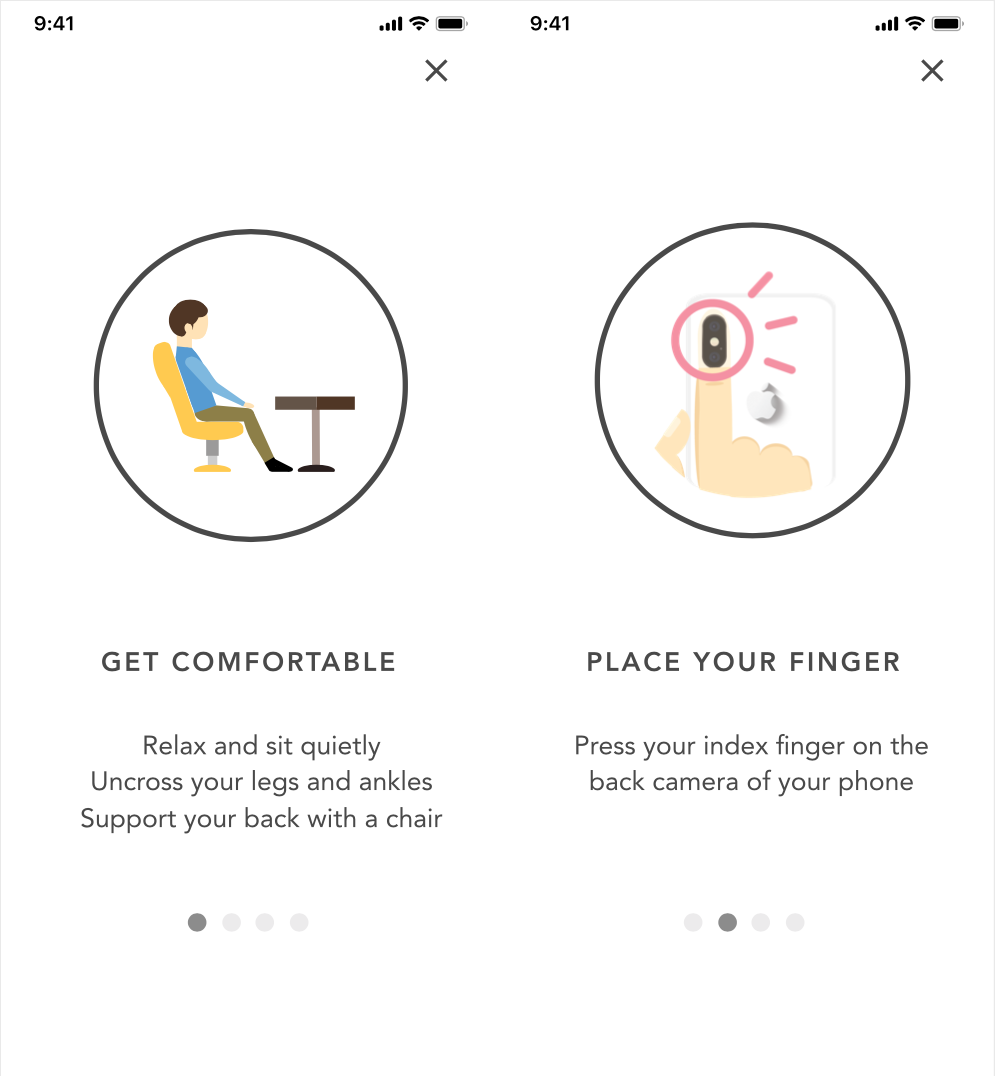 9:41
GET COMFORTABLE
Relax and sit quietly
Uncross your legs and ankles
Support your back with a chair
9:41
PLACE YOUR FINGER
Press your index finger on the
back camera of your phone